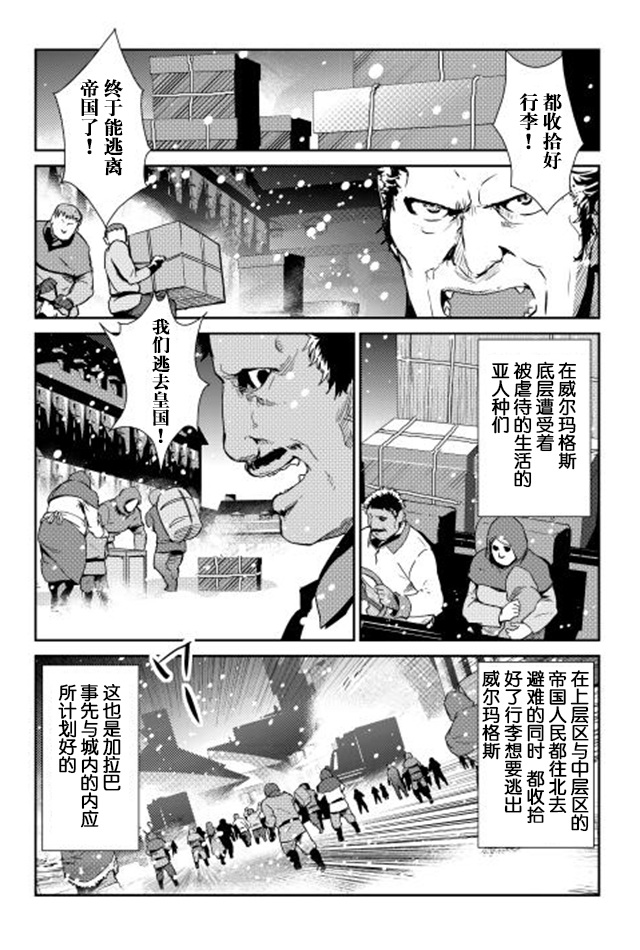 都收拾好
行李！
终于能逃离
帝国了！
在威尔玛格斯
底层遭受着
被虐待的生活的
亚人种们
我们逃去皇国！
在上层区与中层区的
帝国人民都往北去
避难的同时 都收拾
好了行李想要逃出
威尔玛格斯
这也是加拉巴
事先与城内的内应
所计划好的